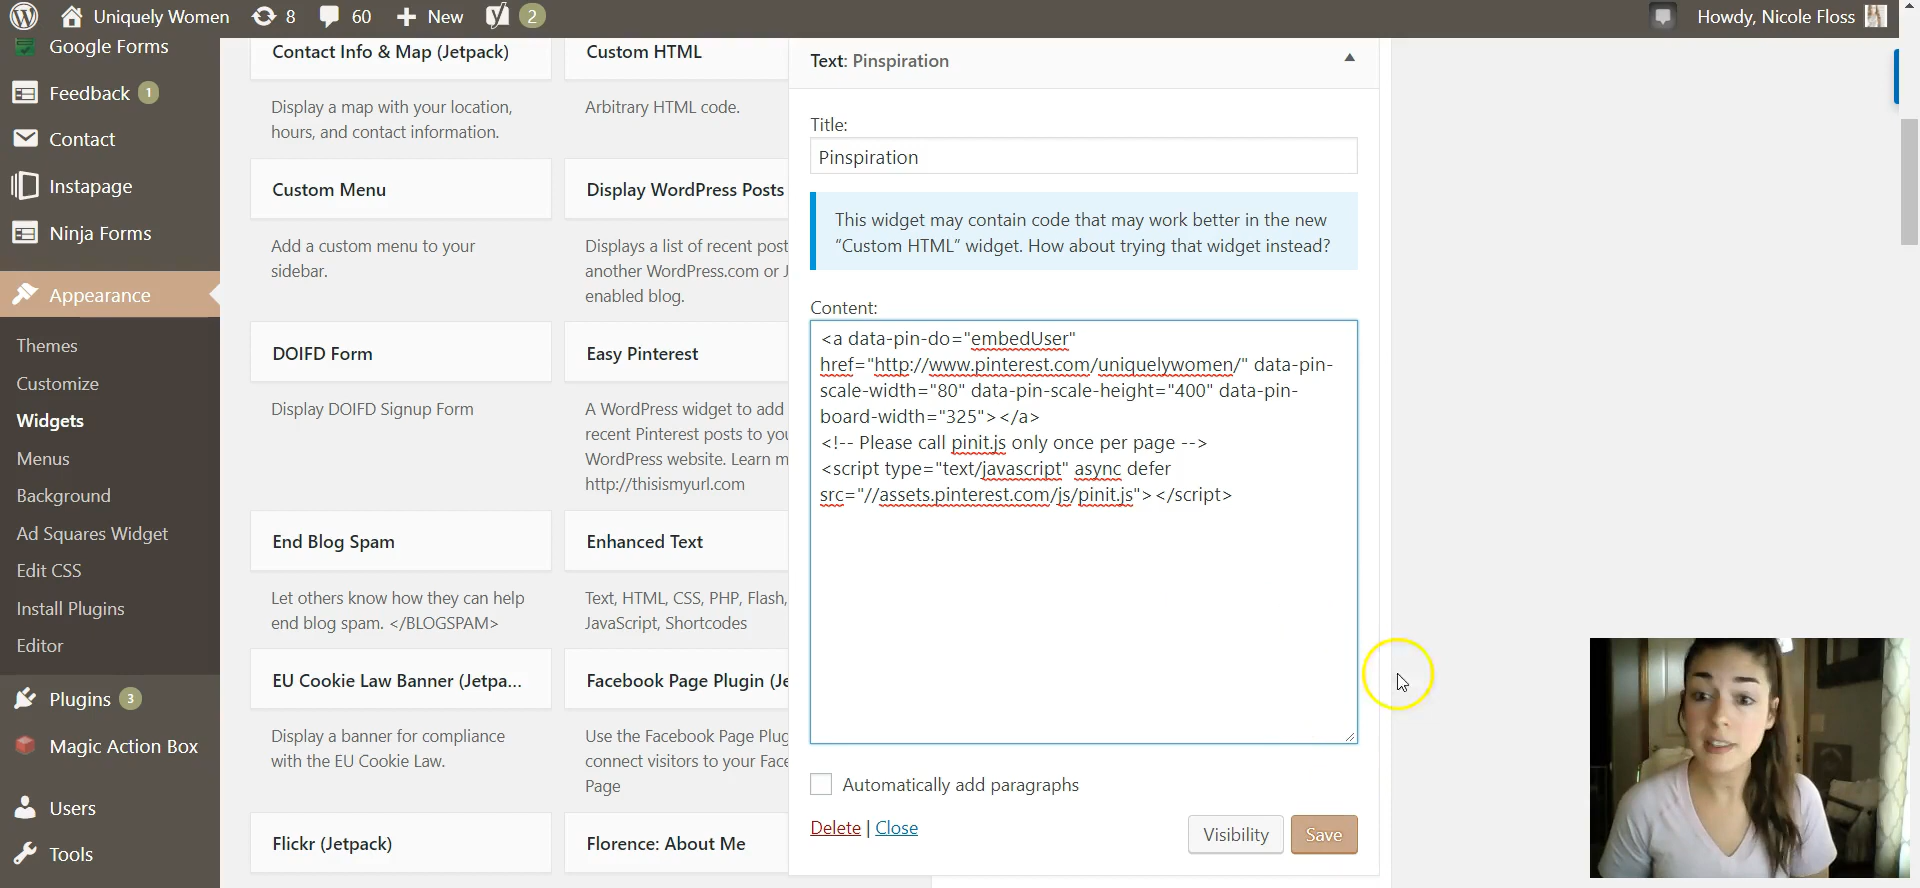 Uniquely Women 8 60 New 2 Howdy, Nicole Floss
Google Forms
Feedback 1
Contact
Instapage
Ninja Forms
Appearance
Themes
Customize
Widgets
Menus
Background
Ad Squares Widget
Edit CSS
Install Plugins
Editor
Plugins 3
Magic Action Box
Users
Tools
Contact Info & Map (Jetpack)
Display a map with your location,
hours, and contact information.
Custom Menu
Add a custom menu to your
sidebar.
DOIFD Form
Display DOIFD Signup Form
End Blog Spam
Let others know how they can help
end blog spam. </BLOGSPAM>
EU Cookie Law Banner (Jetpa...
Display a banner for compliance
with the EU Cookie Law.
Flickr (Jetpack)
Custom HTML
Arbitrary HTML code.
Display WordPress Posts
Displays a list of recent post
another WordPress.com or J
enabled blog.
Easy Pinterest
A WordPress widget to add
recent Pinterest posts to you
WordPress website. Learn m
http://thisismyurl.com
Enhanced Text
Text, HTML, CSS, PHP, Flash,
JavaScript, Shortcodes
Facebook Page Plugin (Je
Use the Facebook Page Plug
connect visitors to your Face
Page
Florence: About Me
Text: Pinspiration
Title:
Pinspiration
This widget may contain code that may work better in the new
“Custom HTML” widget. How about trying that widget instead?
Content:
<a data-pin-do="embedUser"
href="http://www.pinterest.com/uniquelywomen/" data-pin-
scale-width="80" data-pin-scale-height="400" data-pin-
board-width="325"></a>
<!-- Please call pinit.js only once per page -->
<script type="text/javascript" async defer
src="//assets.pinterest.com/js/pinit.js"></script>
Automatically add paragraphs
Delete | Close
Visibility
Save